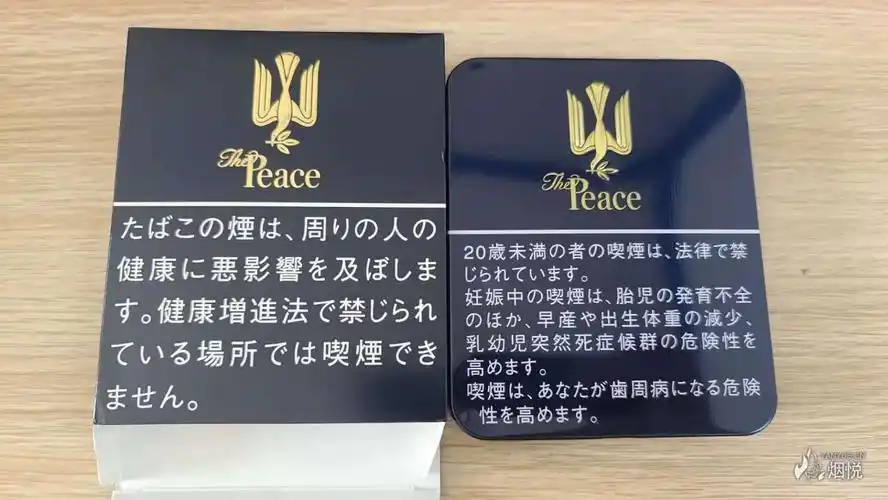 The Peace
たばこの煙は、周りの人の
健康に悪影響を及ぼしま
す。健康増進法で禁じられ
ている場所では喫煙でき
ません。
The Peace
20歳未満の者の喫煙は、法律で禁
じられています。
妊娠中の喫煙は、胎児の発育不全
のほか、早産や出生体重の減少、
乳幼児突然死症候群の危険性を
高めます。
喫煙は、あなたが歯周病になる危険
性を高めます。
烟悦